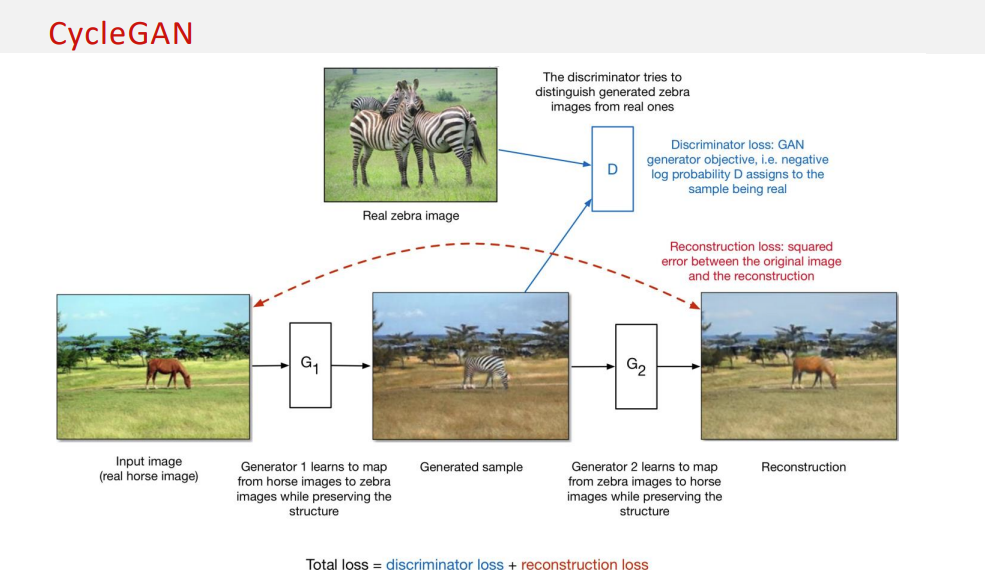 CycleGAN
The discriminator tries to
distinguish generated zebra
images from real ones
D
Discriminator loss: GAN
generator objective, i.e. negative
log probability D assigns to the
sample being real
Real zebra image
Reconstruction loss: squared
error between the original image
and the reconstruction
G1
G2
Input image
(real horse image)
Generator 1 learns to map
from horse images to zebra
images while preserving the
structure
Generated sample
Generator 2 learns to map
from zebra images to horse
images while preserving the
structure
Reconstruction
Total loss = discriminator loss + reconstruction loss